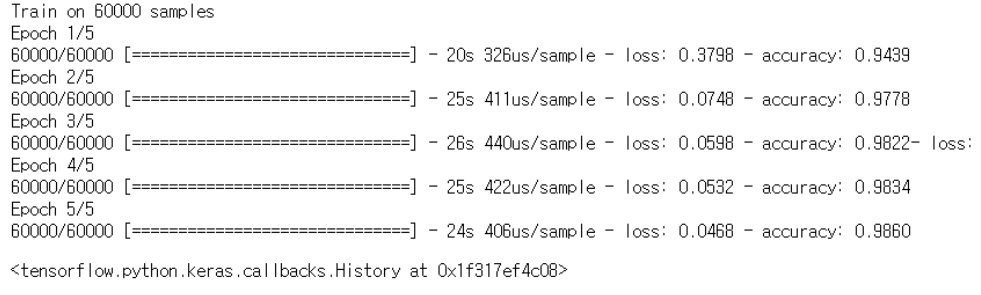 Train on 60000 samples
Epoch 1/5
60000/60000 [==============================] - 20s 326us/sample - loss: 0.3798 - accuracy: 0.9439
Epoch 2/5
60000/60000 [==============================] - 25s 411us/sample - loss: 0.0748 - accuracy: 0.9778
Epoch 3/5
60000/60000 [==============================] - 26s 440us/sample - loss: 0.0598 - accuracy: 0.9822- loss:
Epoch 4/5
60000/60000 [==============================] - 25s 422us/sample - loss: 0.0532 - accuracy: 0.9834
Epoch 5/5
60000/60000 [==============================] - 24s 406us/sample - loss: 0.0468 - accuracy: 0.9860
<tensorflow.python.keras.callbacks.History at 0x1f317ef4c08>